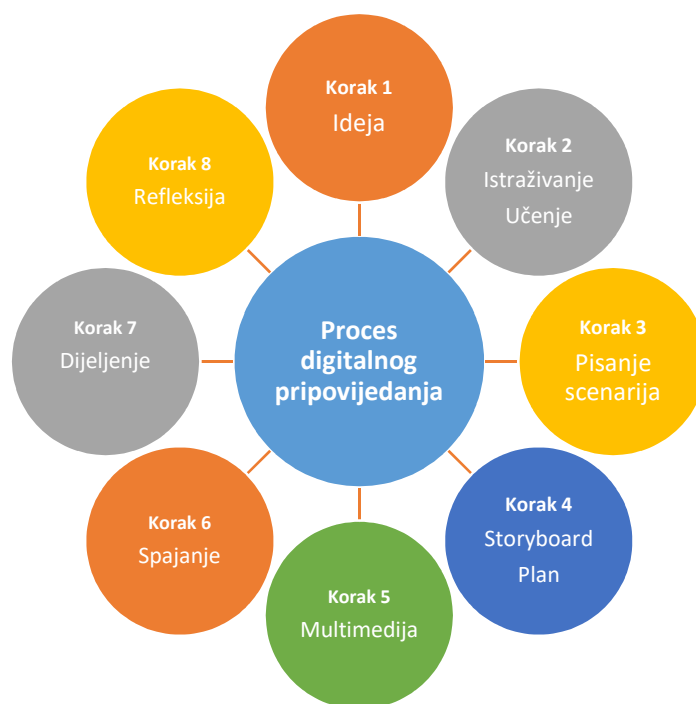 Korak 1
Ideja
Korak 2
Istraživanje
Učenje
Korak 3
Pisanje
scenarija
Korak 4
Storyboard
Plan
Korak 5
Multimedija
Korak 6
Spajanje
Korak 7
Dijeljenje
Korak 8
Refleksija
Proces
digitalnog
pripovijedanja